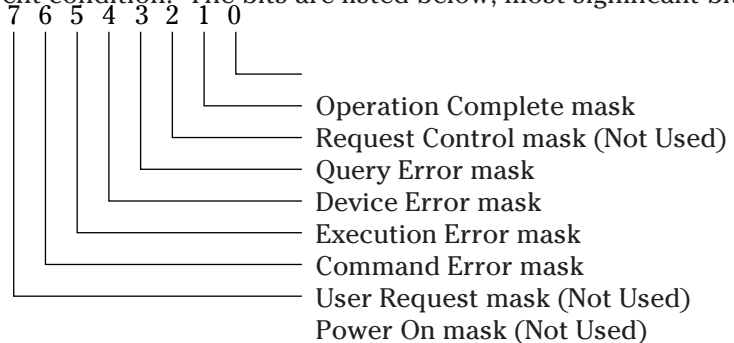 ent condition. The bits are listed below, most significant bit
7 6 5 4 3 2 1 0
Operation Complete mask
Request Control mask (Not Used)
Query Error mask
Device Error mask
Execution Error mask
Command Error mask
User Request mask (Not Used)
Power On mask (Not Used)